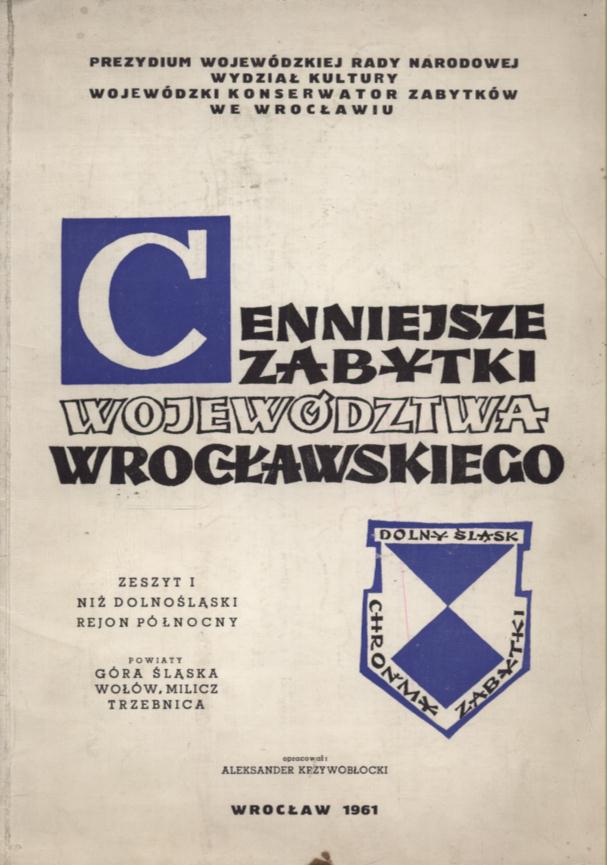 PREZYDIUM WOJEWÓDZKIEJ RADY NARODOWEJ
WYDZIAŁ KULTURY
WOJEWÓDZKI KONSERWATOR ZABYTKÓW
WE WROCŁAWIU
CENNIEJSZE
ZABYTKI
WOJEWÓDZTWA
WROCŁAWSKIEGO
DOLNY ŚLĄSK
CHROŃMY ZABYTKI
ZESZYT I
NIŻ DOLNOŚLĄSKI
REJON PÓŁNOCNY
POWIATY
GÓRA ŚLĄSKA
WOŁÓW, MILICZ
TRZEBNICA
opracował:
ALEKSANDER KRZYWOBŁOCKI
WROCŁAW 1961